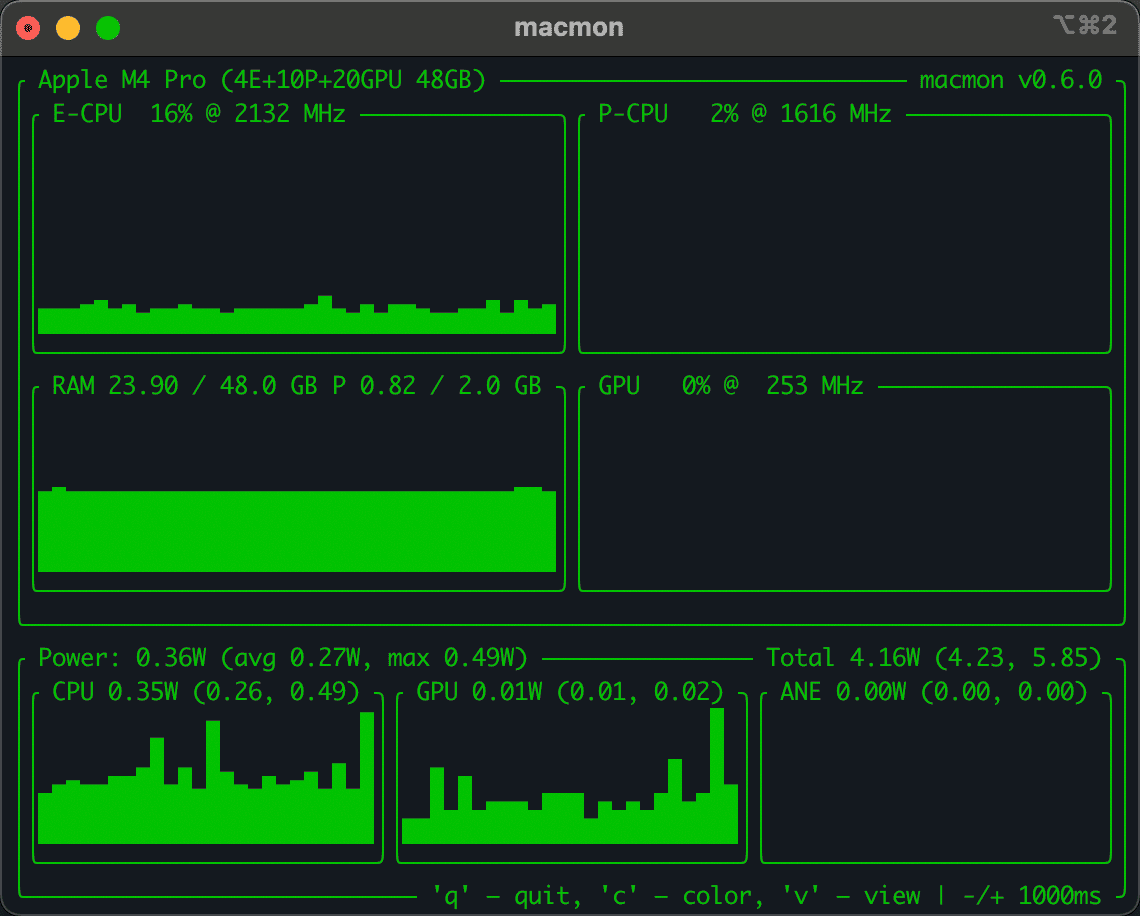 macmon ⌥⌘2
Apple M4 Pro (4E+10P+20GPU 48GB) macmon v0.6.0
E-CPU 16% @ 2132 MHz P-CPU 2% @ 1616 MHz
RAM 23.90 / 48.0 GB P 0.82 / 2.0 GB GPU 0% @ 253 MHz
Power: 0.36W (avg 0.27W, max 0.49W) Total 4.16W (4.23, 5.85)
CPU 0.35W (0.26, 0.49) GPU 0.01W (0.01, 0.02) ANE 0.00W (0.00, 0.00)
'q' – quit, 'c' – color, 'v' – view | -/+ 1000ms